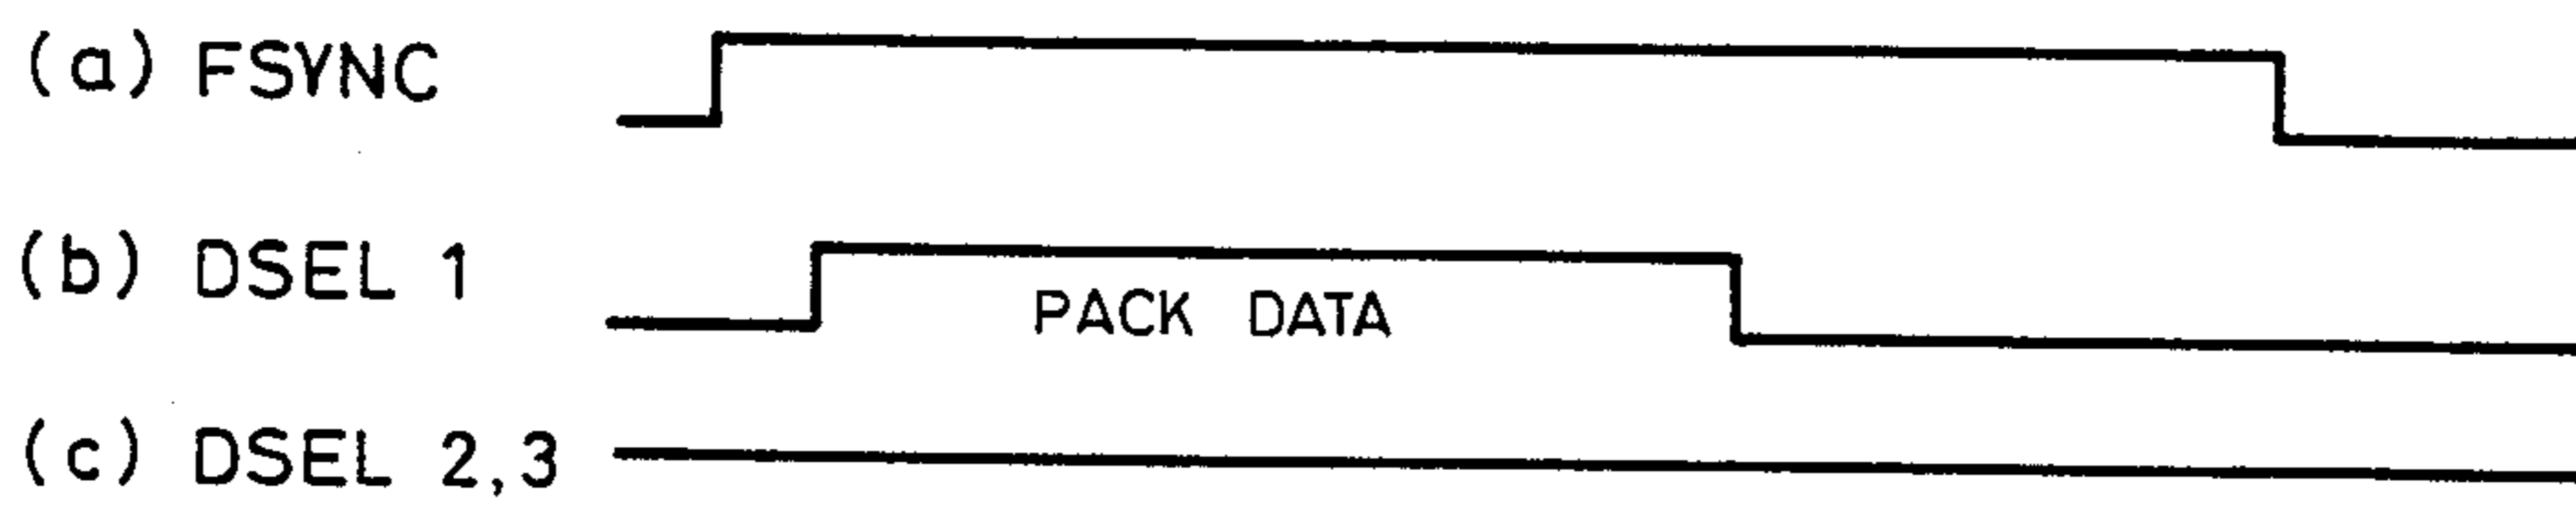 (a) FSYNC
(b) DSEL 1
PACK DATA
(c) DSEL 2,3